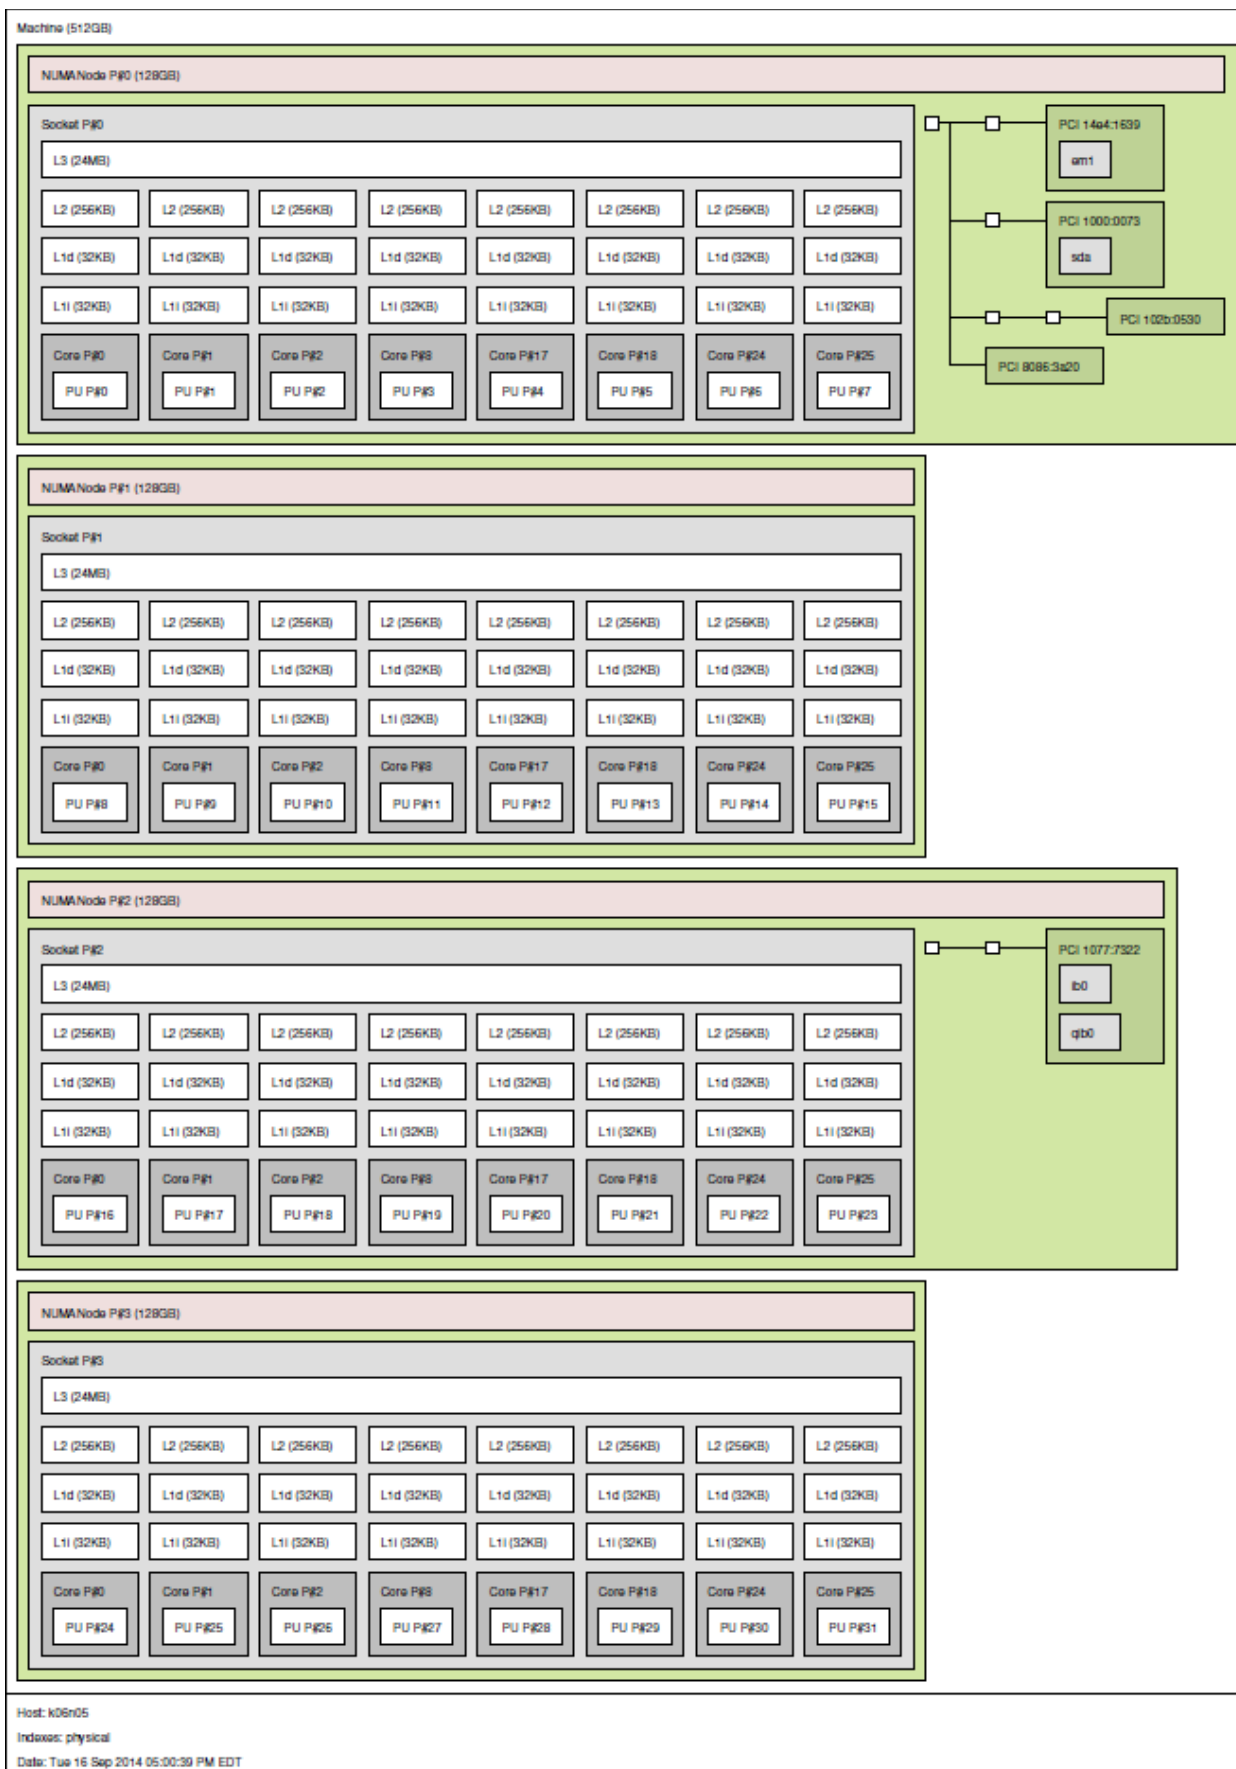 Machine (512GB)
NUMANode P#0 (128GB)
Socket P#0
PCI 14e4:1639
L3 (24MB)
em1
L2 (256KB) L2 (256KB) L2 (256KB) L2 (256KB) L2 (256KB) L2 (256KB) L2 (256KB) L2 (256KB)
PCI 1000:0073
L1d (32KB) L1d (32KB) L1d (32KB) L1d (32KB) L1d (32KB) L1d (32KB) L1d (32KB) L1d (32KB)
sda
L1i (32KB) L1i (32KB) L1i (32KB) L1i (32KB) L1i (32KB) L1i (32KB) L1i (32KB) L1i (32KB)
PCI 102b:0530
Core P#0 Core P#1 Core P#2 Core P#8 Core P#17 Core P#18 Core P#24 Core P#25
PCI 8086:3a20
PU P#0 PU P#1 PU P#2 PU P#3 PU P#4 PU P#5 PU P#6 PU P#7
NUMANode P#1 (128GB)
Socket P#1
L3 (24MB)
L2 (256KB) L2 (256KB) L2 (256KB) L2 (256KB) L2 (256KB) L2 (256KB) L2 (256KB) L2 (256KB)
L1d (32KB) L1d (32KB) L1d (32KB) L1d (32KB) L1d (32KB) L1d (32KB) L1d (32KB) L1d (32KB)
L1i (32KB) L1i (32KB) L1i (32KB) L1i (32KB) L1i (32KB) L1i (32KB) L1i (32KB) L1i (32KB)
Core P#0 Core P#1 Core P#2 Core P#8 Core P#17 Core P#18 Core P#24 Core P#25
PU P#8 PU P#9 PU P#10 PU P#11 PU P#12 PU P#13 PU P#14 PU P#15
NUMANode P#2 (128GB)
Socket P#2
PCI 1077:7322
L3 (24MB)
ib0
L2 (256KB) L2 (256KB) L2 (256KB) L2 (256KB) L2 (256KB) L2 (256KB) L2 (256KB) L2 (256KB)
qib0
L1d (32KB) L1d (32KB) L1d (32KB) L1d (32KB) L1d (32KB) L1d (32KB) L1d (32KB) L1d (32KB)
L1i (32KB) L1i (32KB) L1i (32KB) L1i (32KB) L1i (32KB) L1i (32KB) L1i (32KB) L1i (32KB)
Core P#0 Core P#1 Core P#2 Core P#8 Core P#17 Core P#18 Core P#24 Core P#25
PU P#16 PU P#17 PU P#18 PU P#19 PU P#20 PU P#21 PU P#22 PU P#23
NUMANode P#3 (128GB)
Socket P#3
L3 (24MB)
L2 (256KB) L2 (256KB) L2 (256KB) L2 (256KB) L2 (256KB) L2 (256KB) L2 (256KB) L2 (256KB)
L1d (32KB) L1d (32KB) L1d (32KB) L1d (32KB) L1d (32KB) L1d (32KB) L1d (32KB) L1d (32KB)
L1i (32KB) L1i (32KB) L1i (32KB) L1i (32KB) L1i (32KB) L1i (32KB) L1i (32KB) L1i (32KB)
Core P#0 Core P#1 Core P#2 Core P#8 Core P#17 Core P#18 Core P#24 Core P#25
PU P#24 PU P#25 PU P#26 PU P#27 PU P#28 PU P#29 PU P#30 PU P#31
Host: k06n05
Indexes: physical
Date: Tue 16 Sep 2014 05:00:39 PM EDT